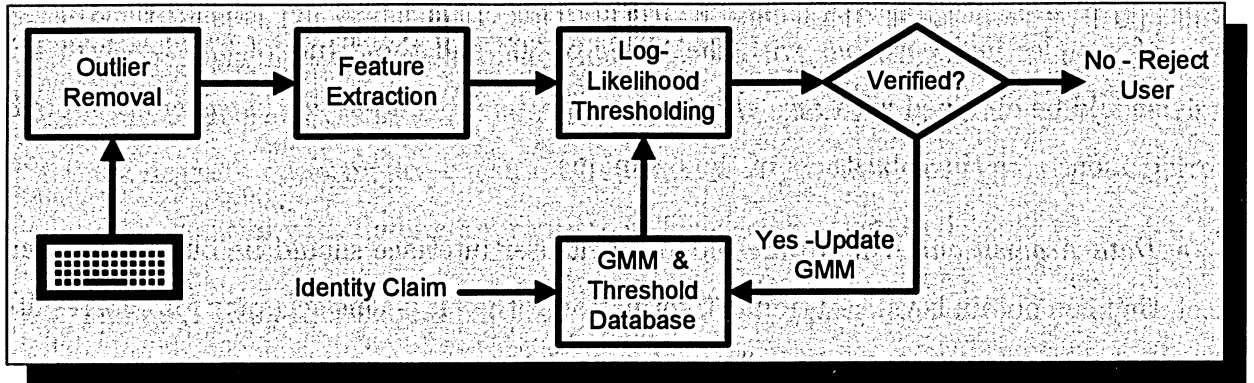 Outlier
Removal
Feature
Extraction
Log-
Likelihood
Thresholding
Verified?
No - Reject
User
Identity Claim
GMM &
Threshold
Database
Yes -Update
GMM